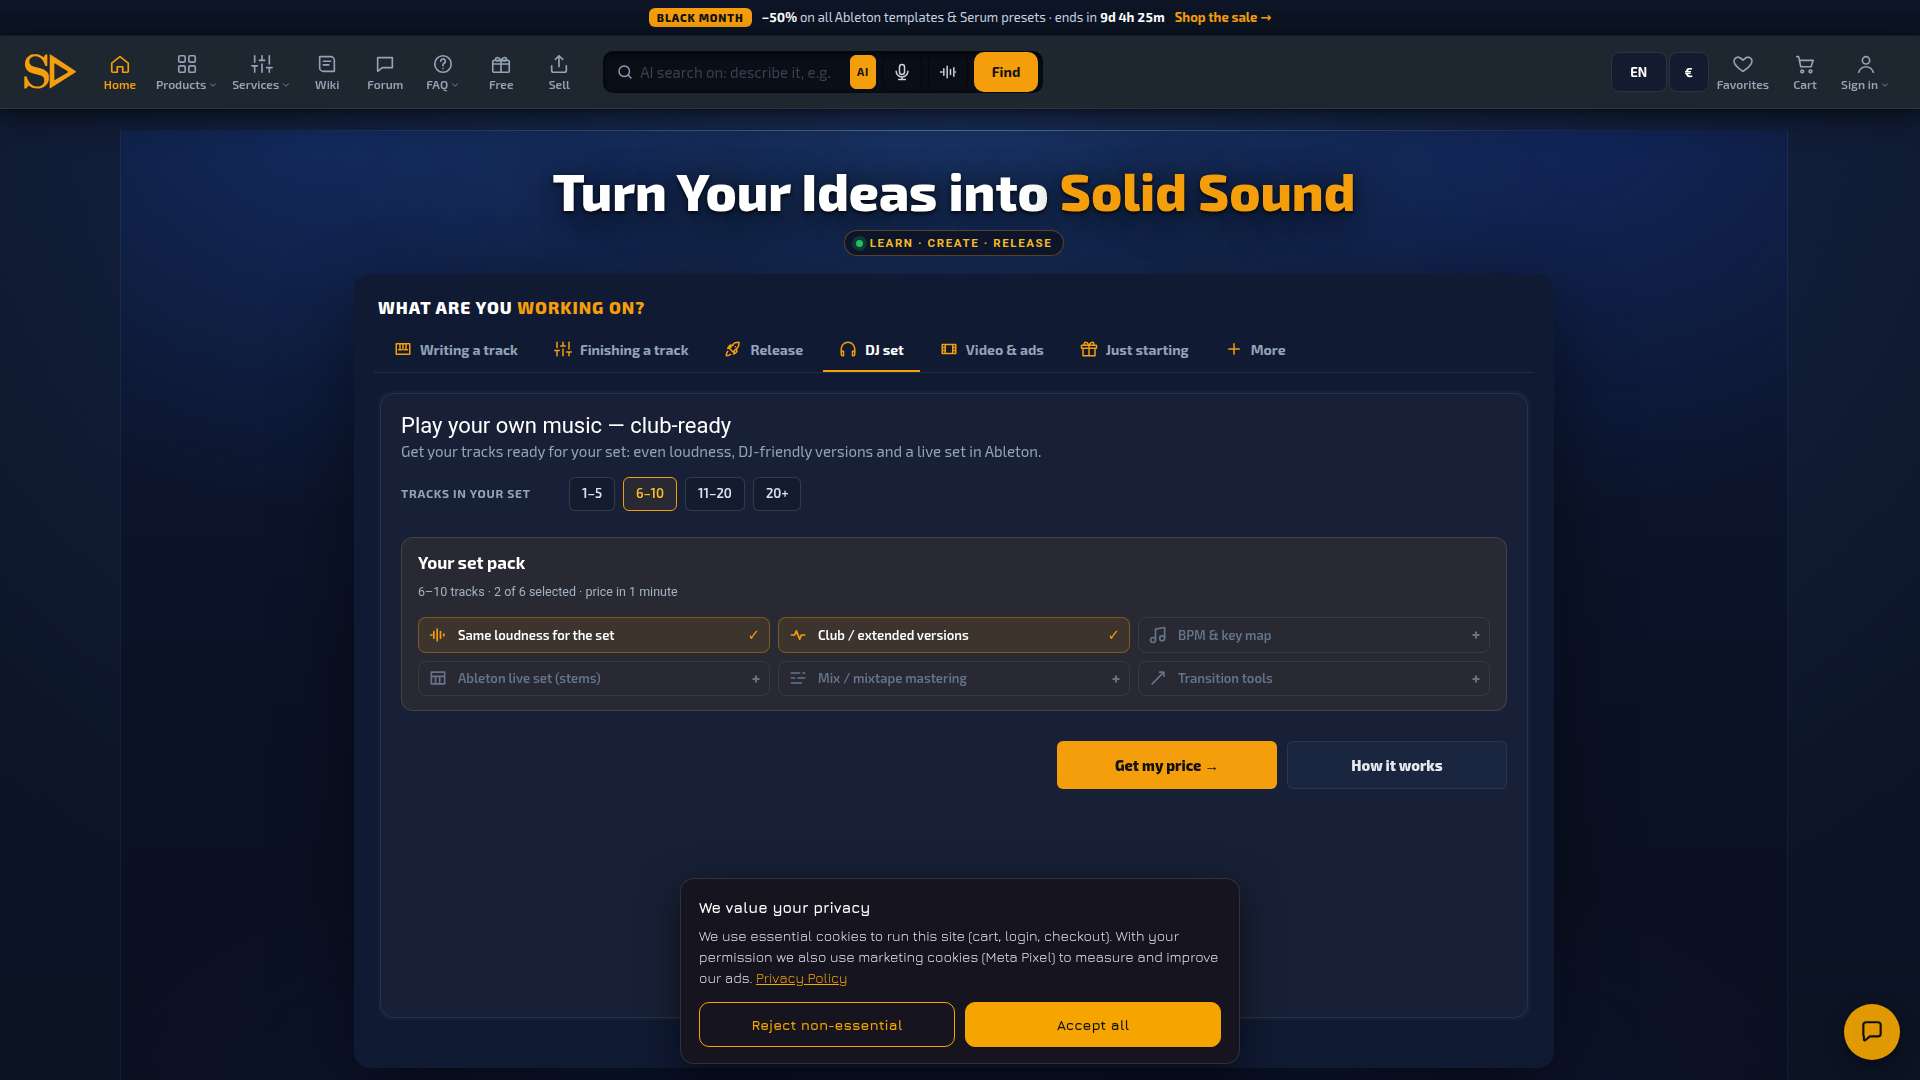 BLACK MONTH −50% on all Ableton templates & Serum presets · ends in 9d 4h 25m Shop the sale →
Home
Products
Services
Wiki
Forum
FAQ
Free
Sell
AI search on: describe it, e.g.
AI
Find
EN
€
Favorites
Cart
Sign in
Turn Your Ideas into Solid Sound
LEARN · CREATE · RELEASE
WHAT ARE YOU WORKING ON?
Writing a track
Finishing a track
Release
DJ set
Video & ads
Just starting
More
Play your own music — club-ready
Get your tracks ready for your set: even loudness, DJ-friendly versions and a live set in Ableton.
TRACKS IN YOUR SET
1–5
6–10
11–20
20+
Your set pack
6–10 tracks · 2 of 6 selected · price in 1 minute
Same loudness for the set ✓
Club / extended versions ✓
BPM & key map +
Ableton live set (stems) +
Mix / mixtape mastering +
Transition tools +
Get my price →
How it works
We value your privacy
We use essential cookies to run this site (cart, login, checkout). With your
permission we also use marketing cookies (Meta Pixel) to measure and improve
our ads. Privacy Policy
Reject non-essential
Accept all